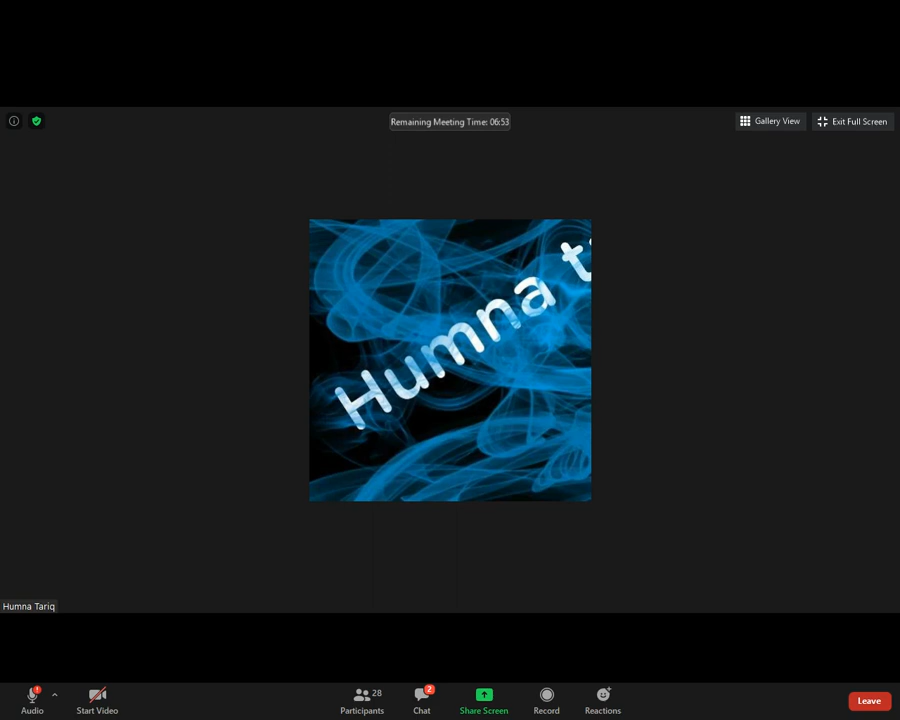 Remaining Meeting Time: 06:53
Gallery View
Exit Full Screen
Humna t
Humna Tariq
Audio
Start Video
28
Participants
2
Chat
Share Screen
Record
Reactions
Leave